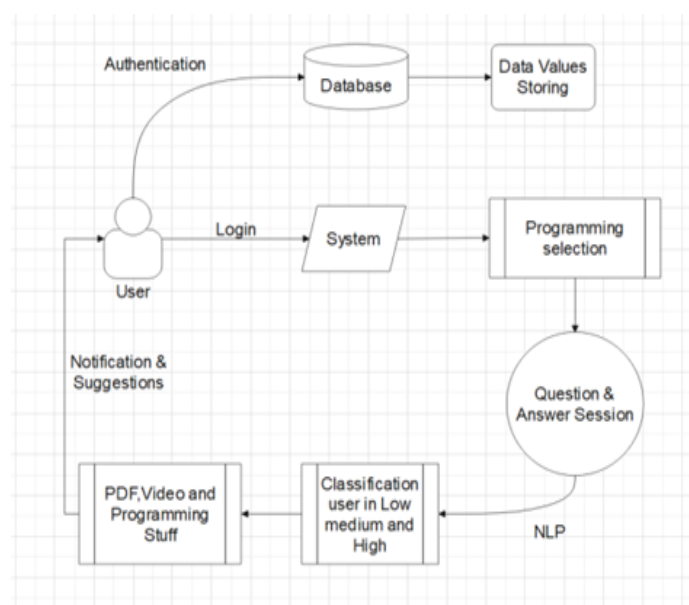 Authentication
Database
Data Values
Storing
Login
System
Programming
selection
User
Notification &
Suggestions
Question &
Answer Session
PDF,Video and
Programming
Stuff
Classification
user in Low
medium and
High
NLP